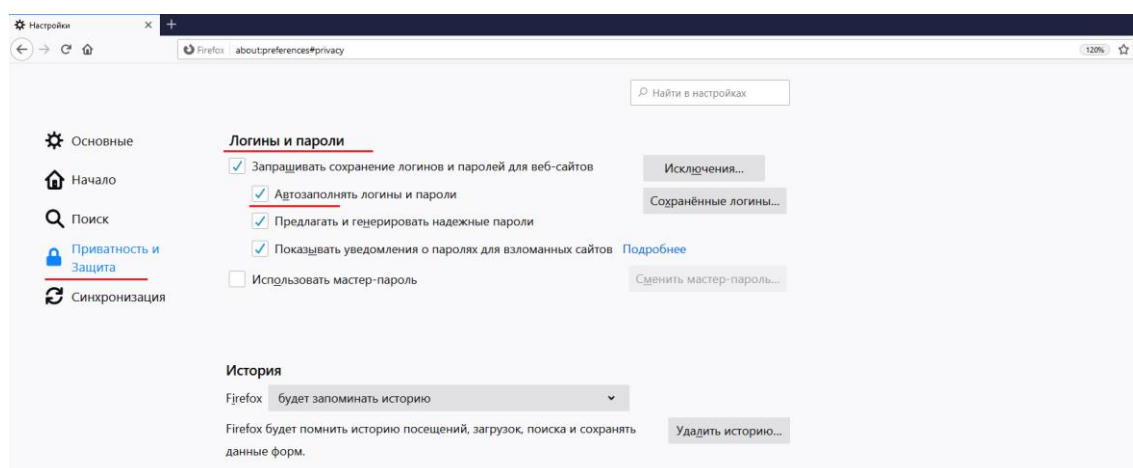 Настройки
Firefox about:preferences#privacy 120%
Найти в настройках
Основные
Начало
Поиск
Приватность и
Защита
Синхронизация
Логины и пароли
Запрашивать сохранение логинов и паролей для веб-сайтов
Исключения...
Автозаполнять логины и пароли
Сохранённые логины...
Предлагать и генерировать надежные пароли
Показывать уведомления о паролях для взломанных сайтов Подробнее
Использовать мастер-пароль
Сменить мастер-пароль...
История
Firefox будет запоминать историю
Firefox будет помнить историю посещений, загрузок, поиска и сохранять
данные форм.
Удалить историю...